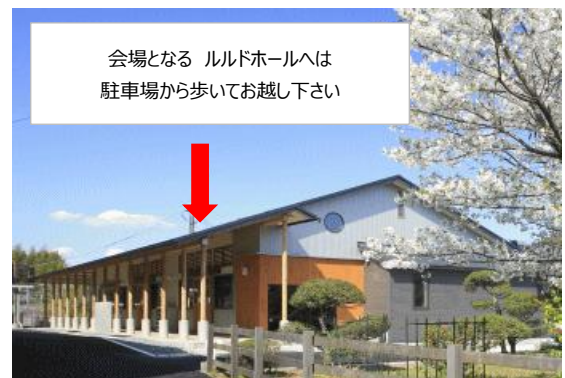 会場となる ルルドホールへは
駐車場から歩いてお越し下さい